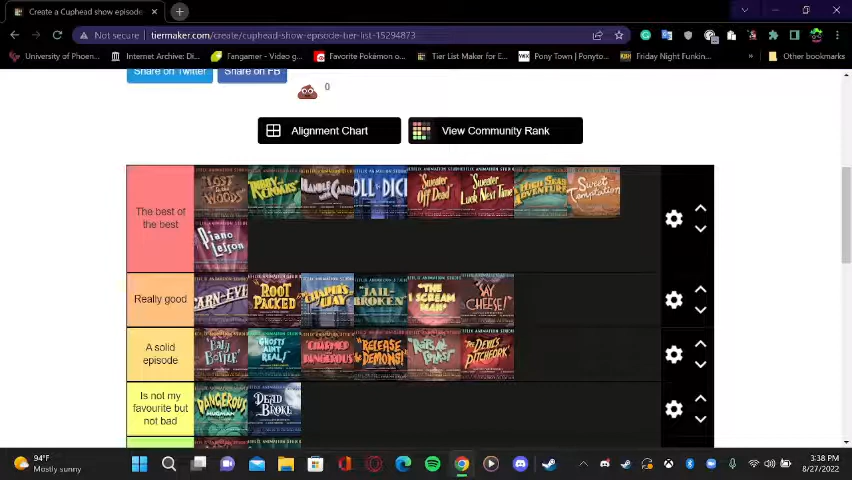 Create a Cuphead show episode
Not secure
tiermaker.com/create/cuphead-show-episode-tier-list-15294873
University of Phoen...
Internet Archive: Di...
Fangamer - Video g...
Favorite Pokémon o...
Tier List Maker for E...
Pony Town | Ponyto...
Friday Night Funkin...
Other bookmarks
Share on Twitter
Share on FB
0
Alignment Chart
View Community Rank
The best of
the best
LOST
in the
WOODS
ROLL the DICE
Sweater
Off Dead
Sweater
Luck Next Time
HIGH SEAS
ADVENTURE
Sweet
Temptation
Piano
Lesson
Really good
CARN-EVIL
ROOT
PACKED
JAIL-
BROKEN
"THE
I SCREAM
MAN"
SAY
CHEESE!
A solid
episode
Baby
Bottle
GHOSTS
AIN'T
REAL!
CHARMED
and
DANGEROUS
RELEASE
the
DEMONS!
THE DEVIL'S
PITCHFORK
Is not my
favourite but
not bad
DANGEROUS
MUGMAN
DEAD
BROKE
94°F
Mostly sunny
3:38 PM
8/27/2022